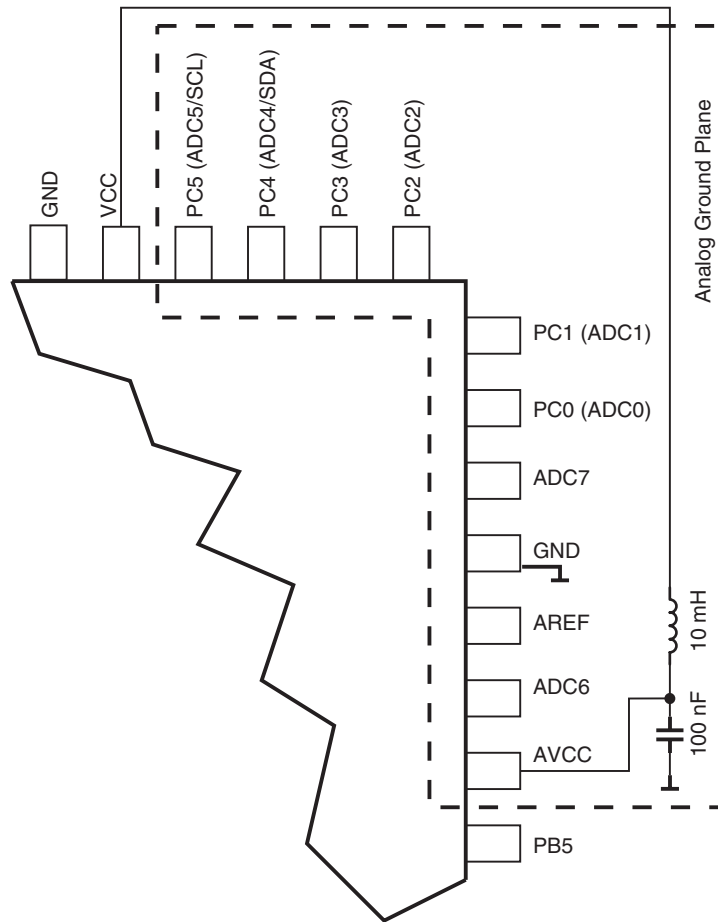 GND
VCC
PC5 (ADC5/SCL)
PC4 (ADC4/SDA)
PC3 (ADC3)
PC2 (ADC2)
Analog Ground Plane
PC1 (ADC1)
PC0 (ADC0)
ADC7
GND
AREF
10 mH
ADC6
100 nF
AVCC
PB5